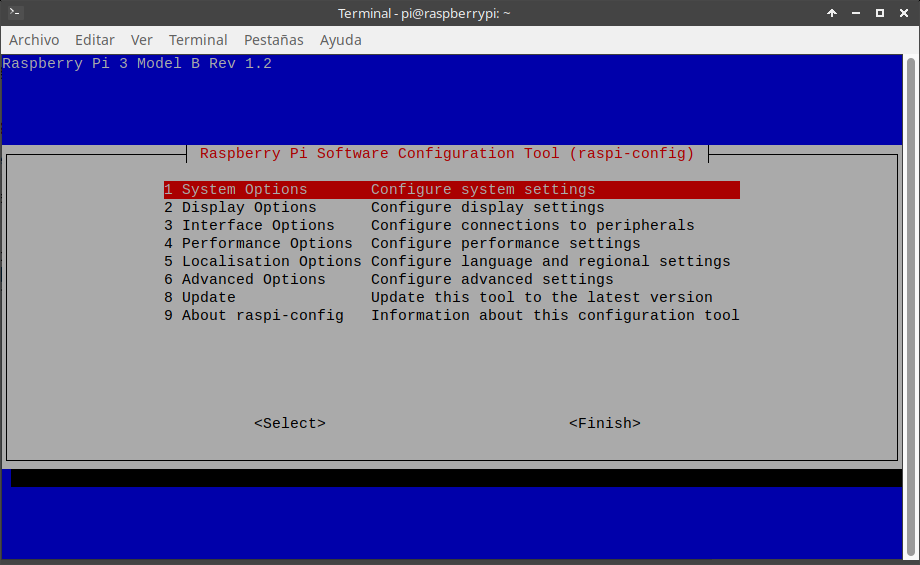 Terminal - pi@raspberrypi: ~
Archivo Editar Ver Terminal Pestañas Ayuda
Raspberry Pi 3 Model B Rev 1.2
Raspberry Pi Software Configuration Tool (raspi-config)
1 System Options Configure system settings
2 Display Options Configure display settings
3 Interface Options Configure connections to peripherals
4 Performance Options Configure performance settings
5 Localisation Options Configure language and regional settings
6 Advanced Options Configure advanced settings
8 Update Update this tool to the latest version
9 About raspi-config Information about this configuration tool
<Select> <Finish>